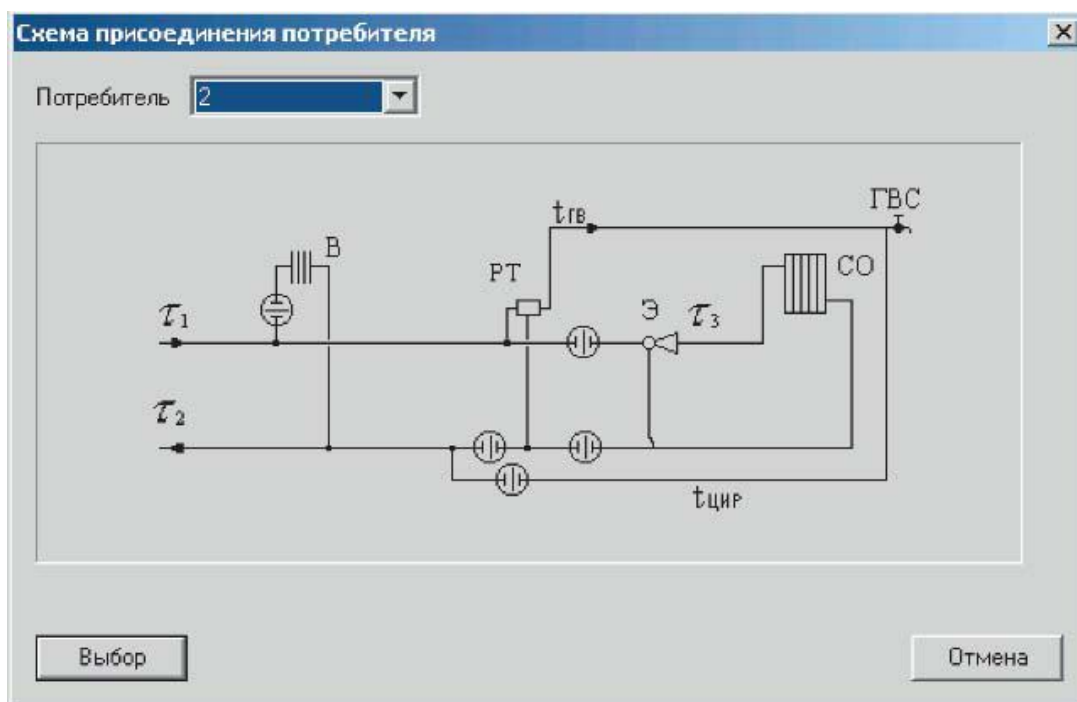 Схема присоединения потребителя
Потребитель 2
tГВ
ГВС
В
РТ
СО
Э
τ1
τ3
τ2
tЦИР
Выбор
Отмена